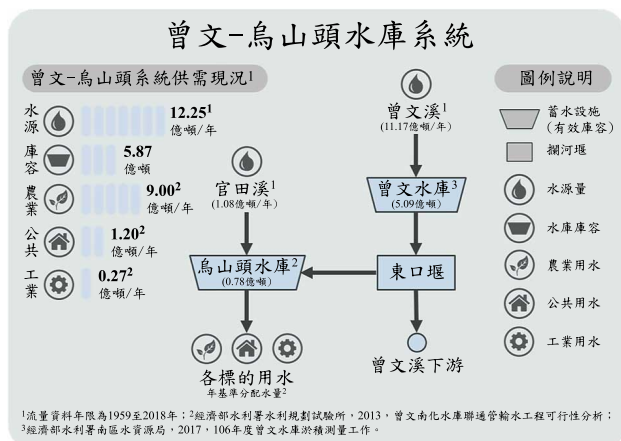 曾文-烏山頭水庫系統
曾文-烏山頭系統供需現況1
水源
12.251
億噸/年
庫容
5.87
億噸
農業
9.002
億噸/年
公共
1.202
億噸/年
工業
0.272
億噸/年
曾文溪1
(11.17億噸/年)
官田溪1
(1.08億噸/年)
曾文水庫3
(5.09億噸)
烏山頭水庫2
(0.78億噸)
東口堰
各標的用水
年基準分配水量2
曾文溪下游
圖例說明
蓄水設施
(有效庫容)
攔河堰
水源量
水庫庫容
農業用水
公共用水
工業用水
1流量資料年限為1959至2018年；2經濟部水利署水利規劃試驗所，2013，曾文南化水庫聯通管輸水工程可行性分析；
3經濟部水利署南區水資源局，2017，106年度曾文水庫淤積測量工作。